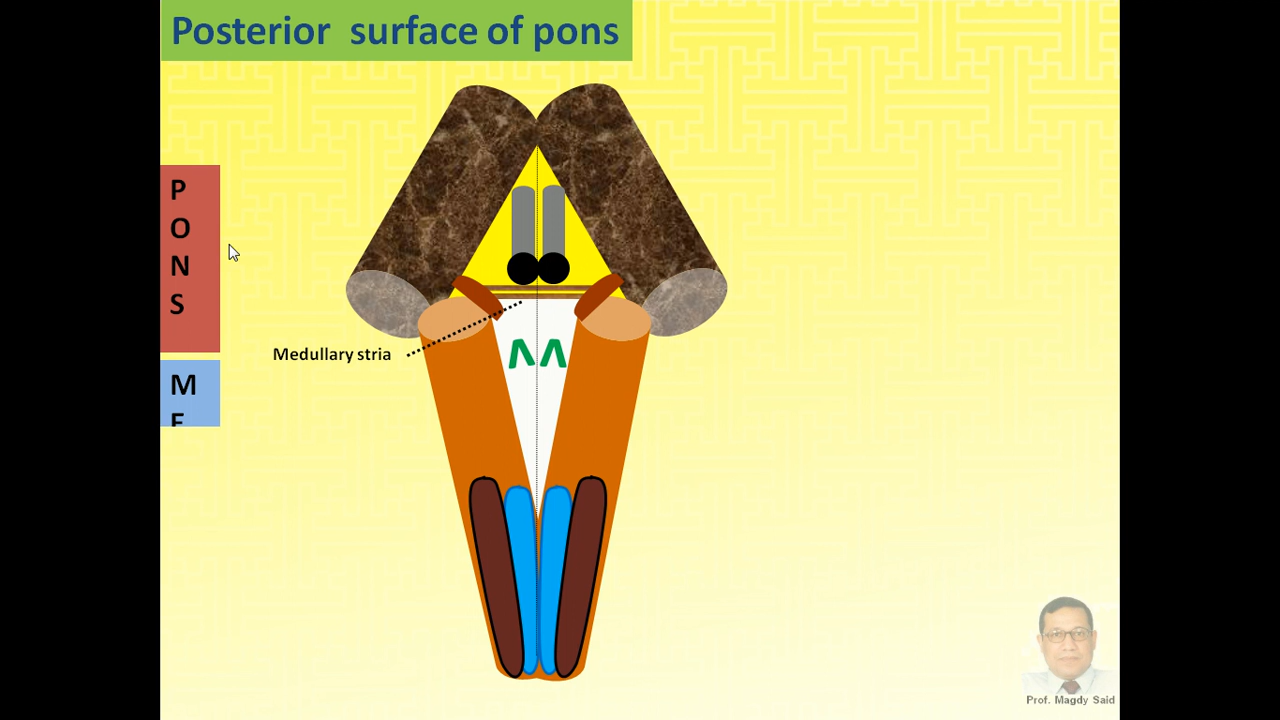 Posterior surface of pons
P
O
N
S
M
Medullary stria
Prof. Magdy Said